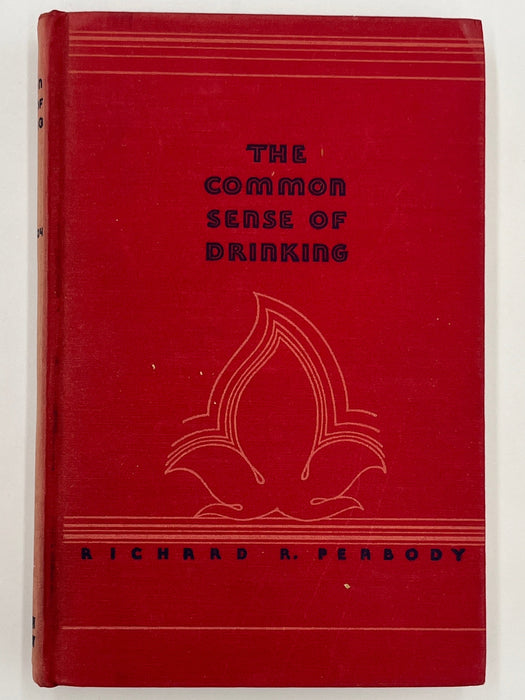 THE
COMMON
SENSE OF
DRINKING
RICHARD R. PEABODY